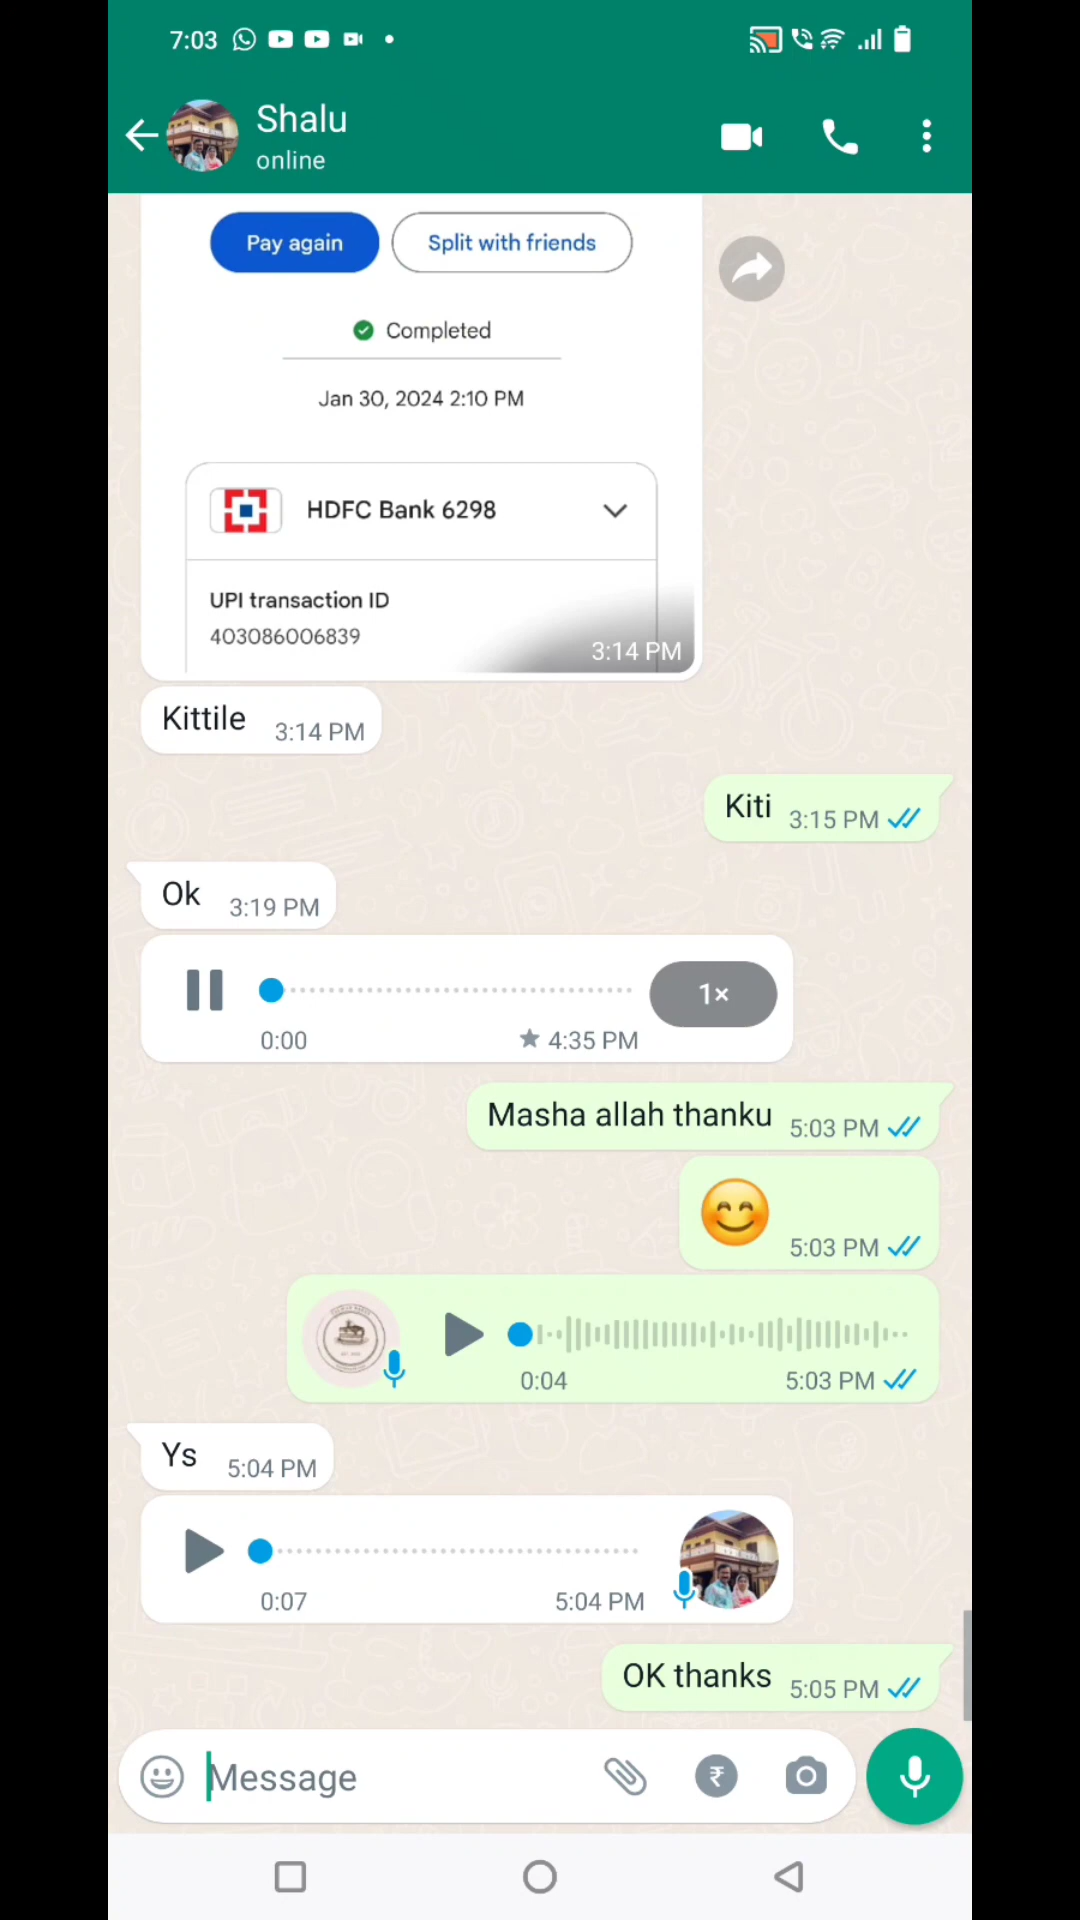 7:03
Shalu
online
Pay again
Split with friends
Completed
Jan 30, 2024 2:10 PM
HDFC Bank 6298
UPI transaction ID
403086006839
3:14 PM
Kittile 3:14 PM
Kiti 3:15 PM
Ok 3:19 PM
1×
0:00 4:35 PM
Masha allah thanku 5:03 PM
5:03 PM
0:04 5:03 PM
Ys 5:04 PM
0:07 5:04 PM
OK thanks 5:05 PM
Message
₹